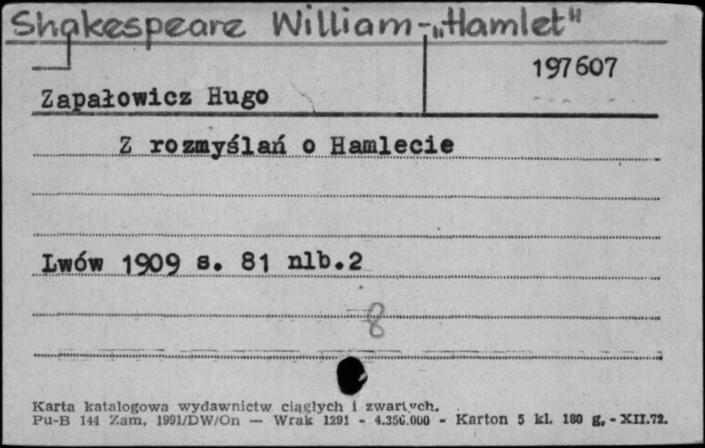 Shakespeare William - „Hamlet"
197607
Zapałowicz Hugo
Z rozmyślań o Hamlecie
Lwów 1909 s. 81 nlb.2
8
Karta katalogowa wydawnictw ciągłych i zwartych.
Pu-B 144 Zam. 1991/DW/On — Wrak 1291 - 4.350.000 - Karton 5 kl. 180 g. - XII.72.